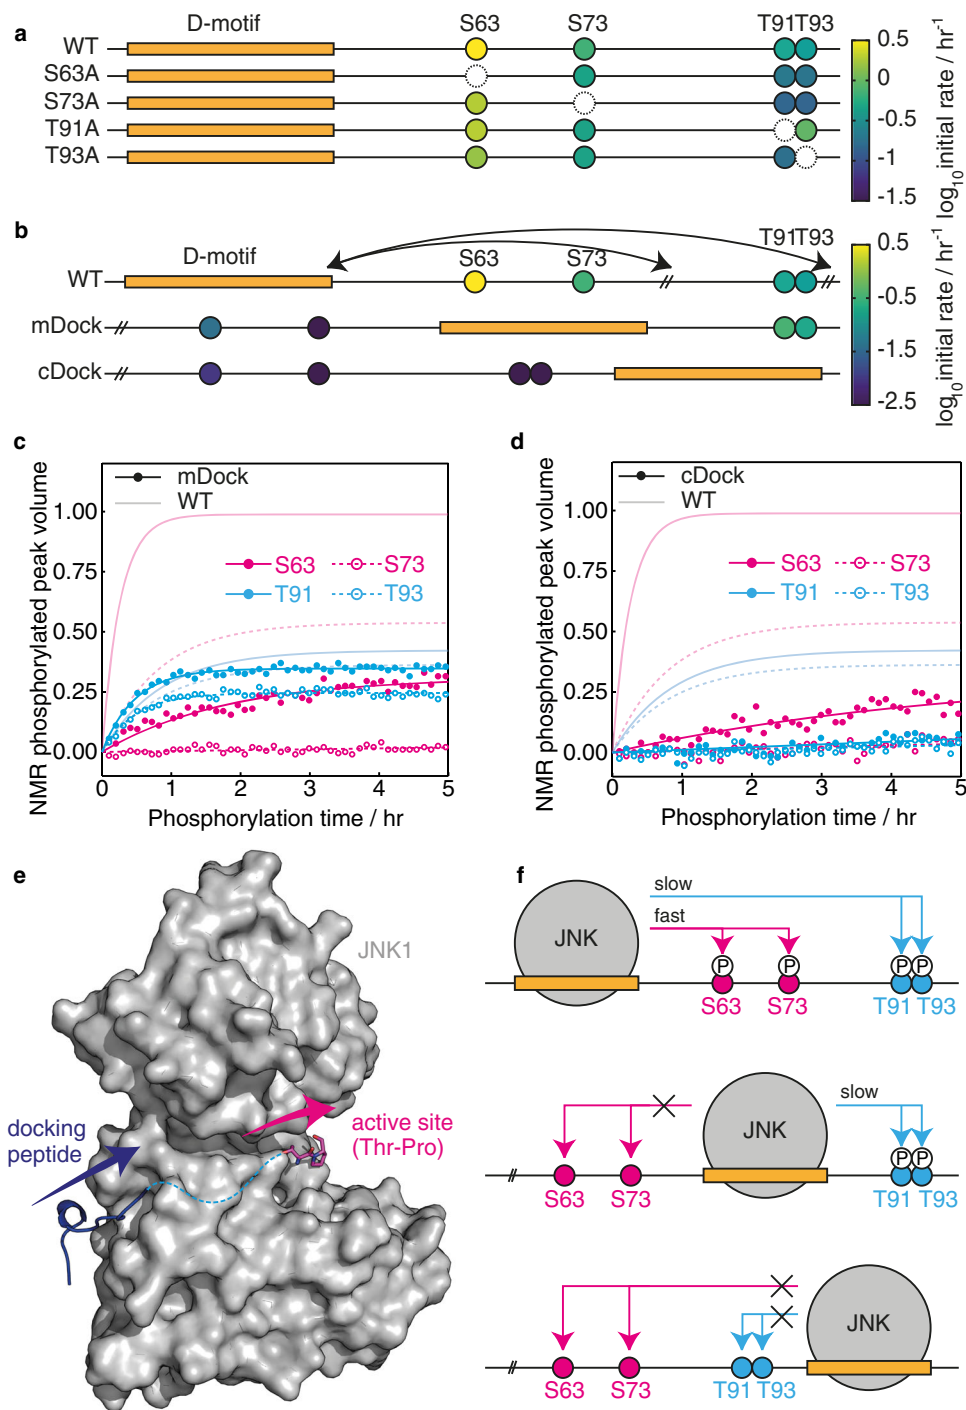 a
D-motif S63 S73 T91 T93
WT
S63A
S73A
T91A
T93A
0.5
0
-0.5
-1
-1.5
log10 initial rate / hr-1
b
D-motif S63 S73 T91 T93
WT
mDock
cDock
0.5
-0.5
-1.5
-2.5
log10 initial rate / hr-1
c
mDock
WT
S63 S73
T91 T93
NMR phosphorylated peak volume
1.00
0.75
0.50
0.25
0.00
0 1 2 3 4 5
Phosphorylation time / hr
d
cDock
WT
S63 S73
T91 T93
NMR phosphorylated peak volume
1.00
0.75
0.50
0.25
0.00
0 1 2 3 4 5
Phosphorylation time / hr
e
JNK1
docking
peptide
active site
(Thr-Pro)
f
slow
fast
JNK
P P P P
S63 S73 T91 T93
slow
JNK
P P
S63 S73 T91 T93
JNK
S63 S73 T91 T93